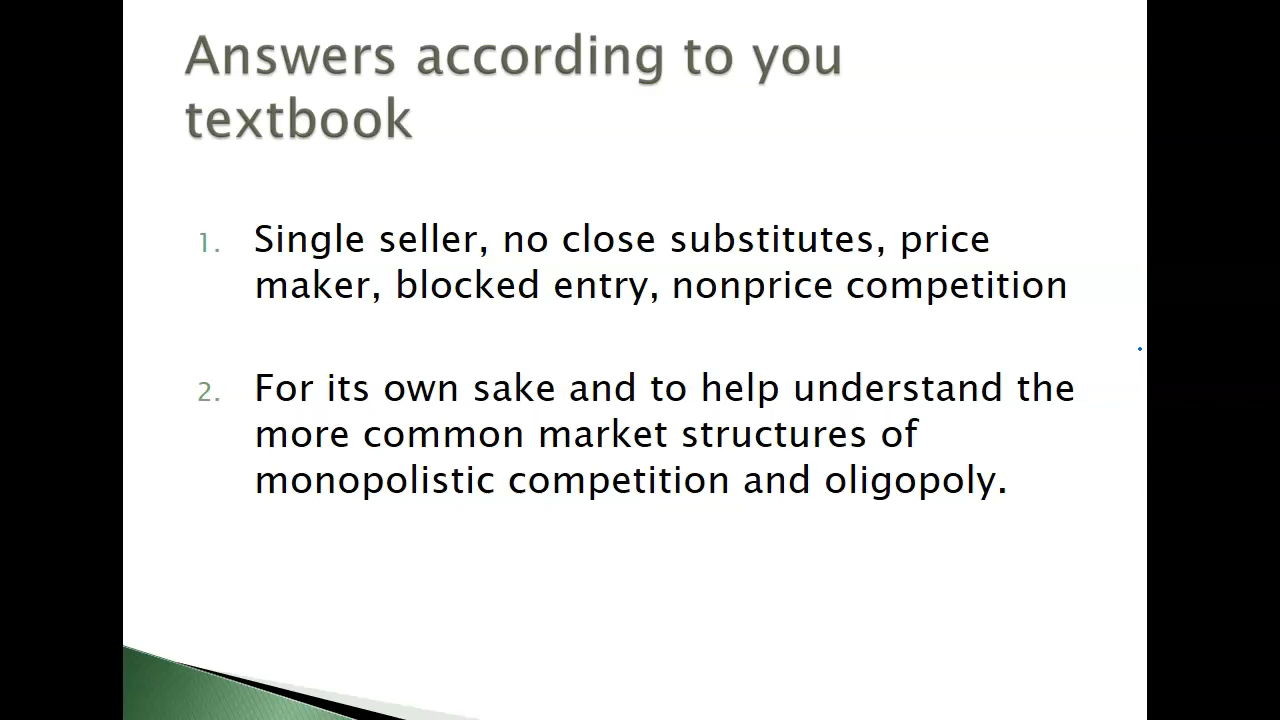 Answers according to you
textbook
1. Single seller, no close substitutes, price
maker, blocked entry, nonprice competition
2. For its own sake and to help understand the
more common market structures of
monopolistic competition and oligopoly.